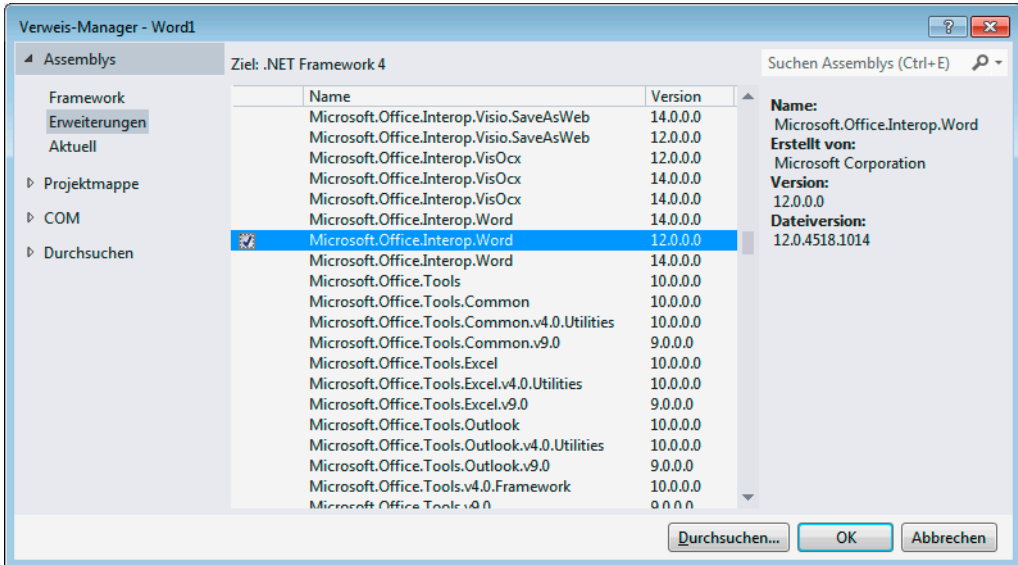 Verweis-Manager - Word1
Assemblys
Framework
Erweiterungen
Aktuell
Projektmappe
COM
Durchsuchen
Ziel: .NET Framework 4
Suchen Assemblys (Ctrl+E)
Name Version
Microsoft.Office.Interop.Visio.SaveAsWeb 14.0.0.0
Microsoft.Office.Interop.Visio.SaveAsWeb 12.0.0.0
Microsoft.Office.Interop.VisOcx 12.0.0.0
Microsoft.Office.Interop.VisOcx 14.0.0.0
Microsoft.Office.Interop.VisOcx 14.0.0.0
Microsoft.Office.Interop.Word 14.0.0.0
Microsoft.Office.Interop.Word 12.0.0.0
Microsoft.Office.Interop.Word 14.0.0.0
Microsoft.Office.Tools 10.0.0.0
Microsoft.Office.Tools.Common 10.0.0.0
Microsoft.Office.Tools.Common.v4.0.Utilities 10.0.0.0
Microsoft.Office.Tools.Common.v9.0 9.0.0.0
Microsoft.Office.Tools.Excel 10.0.0.0
Microsoft.Office.Tools.Excel.v4.0.Utilities 10.0.0.0
Microsoft.Office.Tools.Excel.v9.0 9.0.0.0
Microsoft.Office.Tools.Outlook 10.0.0.0
Microsoft.Office.Tools.Outlook.v4.0.Utilities 10.0.0.0
Microsoft.Office.Tools.Outlook.v9.0 9.0.0.0
Microsoft.Office.Tools.v4.0.Framework 10.0.0.0
Microsoft.Office.Tools.v9.0 9.0.0.0
Name:
Microsoft.Office.Interop.Word
Erstellt von:
Microsoft Corporation
Version:
12.0.0.0
Dateiversion:
12.0.4518.1014
Durchsuchen... OK Abbrechen